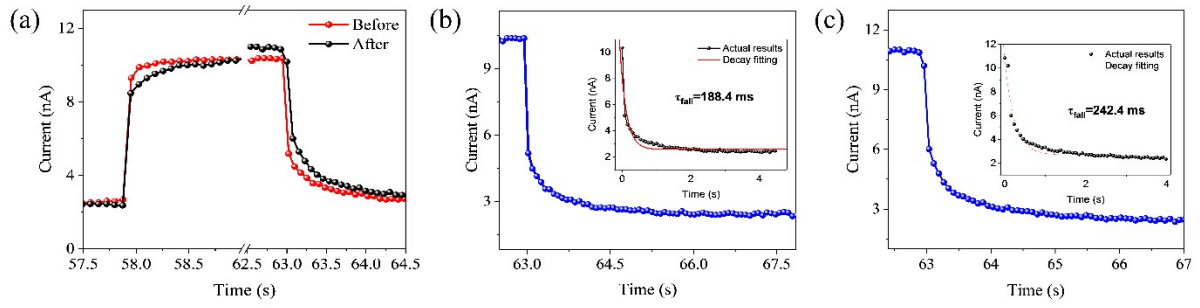 (a)
Before
After
Current (nA)
12
9
6
3
0
57.5 58.0 58.5 62.5 63.0 63.5 64.0 64.5
Time (s)
(b)
Current (nA)
9
6
3
63.0 64.5 66.0 67.5
Time (s)
Actual results
Decay fitting
τfall=188.4 ms
Current (nA)
10
8
6
4
2
0 2 4
Time (s)
(c)
Current (nA)
12
9
6
3
63 64 65 66 67
Time (s)
Actual results
Decay fitting
τfall=242.4 ms
Current (nA)
12
10
8
6
4
2
0 1 2 3 4
Time (s)